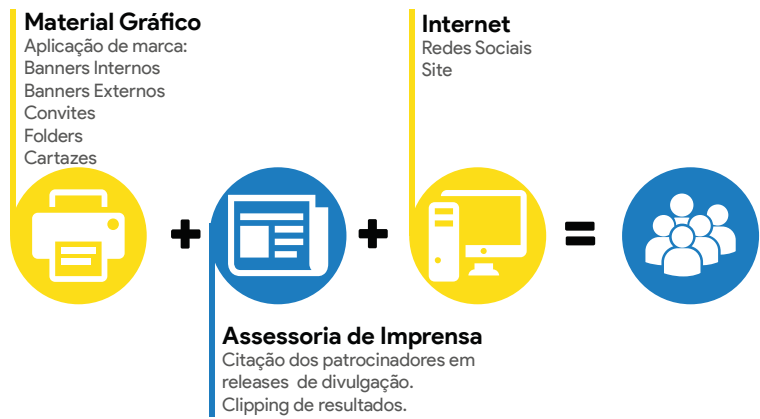 Material Gráfico
Aplicação de marca:
Banners Internos
Banners Externos
Convites
Folders
Cartazes
Internet
Redes Sociais
Site
+ + =
Assessoria de Imprensa
Citação dos patrocinadores em
releases de divulgação.
Clipping de resultados.